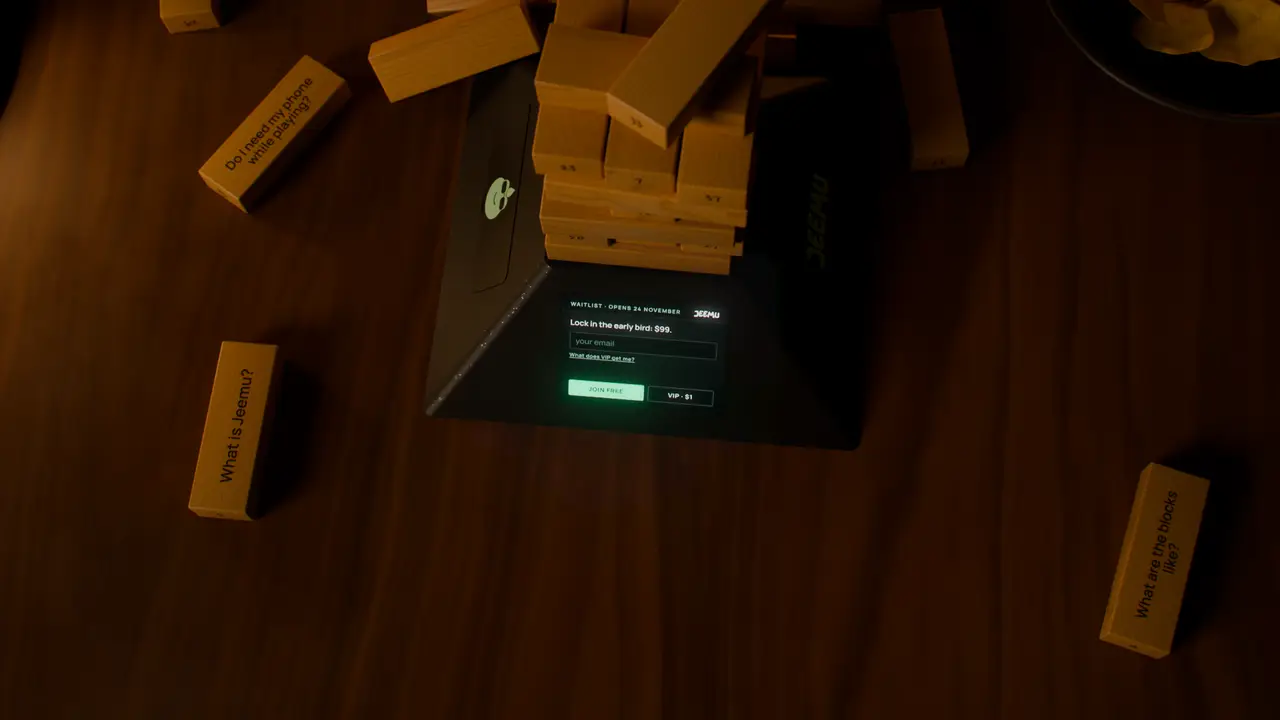 Do I need my phone
while playing?
JEEMU
WAITLIST · OPENS 24 NOVEMBER
JEEMU
Lock in the early bird: $99.
your email
What does VIP get me?
JOIN FREE
VIP · $1
What is Jeemu?
What are the blocks
like?